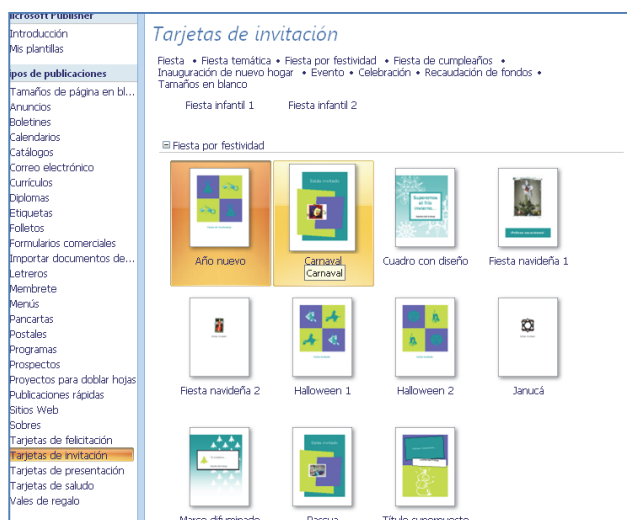 Microsoft Publisher
Introducción
Mis plantillas
ipos de publicaciones
Tamaños de página en bl...
Anuncios
Boletines
Calendarios
Catálogos
Correo electrónico
Currículos
Diplomas
Etiquetas
Folletos
Formularios comerciales
Importar documentos de...
Letreros
Membrete
Menús
Pancartas
Postales
Programas
Prospectos
Proyectos para doblar hojas
Publicaciones rápidas
Sitios Web
Sobres
Tarjetas de felicitación
Tarjetas de invitación
Tarjetas de presentación
Tarjetas de saludo
Vales de regalo
Tarjetas de invitación
Fiesta • Fiesta temática • Fiesta por festividad • Fiesta de cumpleaños •
Inauguración de nuevo hogar • Evento • Celebración • Recaudación de fondos •
Tamaños en blanco
Fiesta infantil 1 Fiesta infantil 2
Fiesta por festividad
Año nuevo Carnaval Cuadro con diseño Fiesta navideña 1
Carnaval
Fiesta navideña 2 Halloween 1 Halloween 2 Janucá
Marco difuminado Pascua Título superpuesto